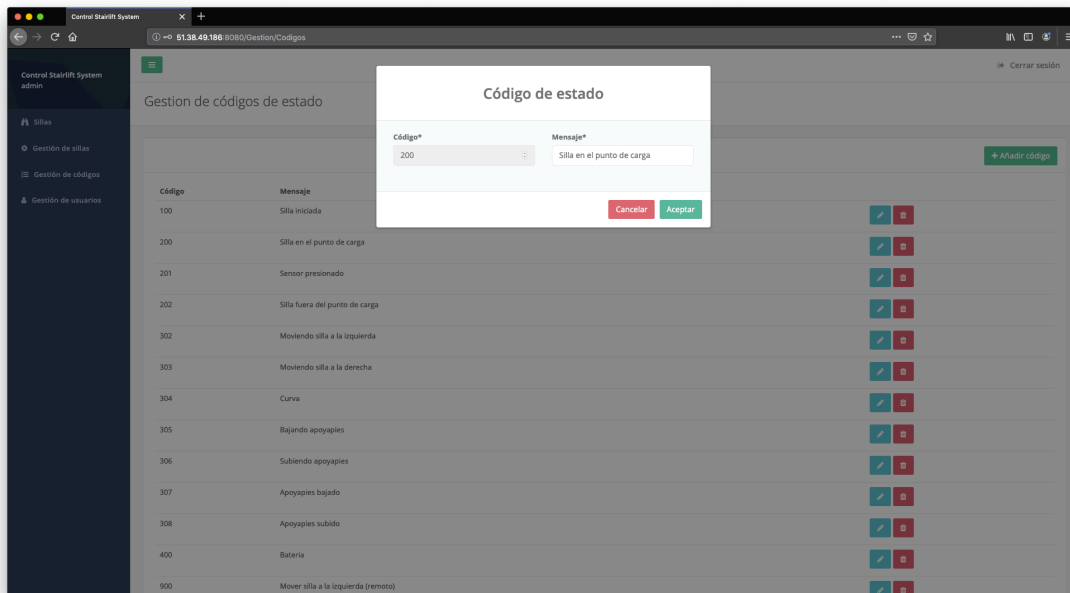 Control Stairlift System
51.38.49.186:8080/Gestion/Codigos
Control Stairlift System
admin
Sillas
Gestión de sillas
Gestión de códigos
Gestión de usuarios
Cerrar sesión
Gestion de códigos de estado
Código de estado
Código*
Mensaje*
200
Silla en el punto de carga
Cancelar
Aceptar
+ Añadir código
Código Mensaje
100 Silla iniciada
200 Silla en el punto de carga
201 Sensor presionado
202 Silla fuera del punto de carga
302 Moviendo silla a la izquierda
303 Moviendo silla a la derecha
304 Curva
305 Bajando apoyapies
306 Subiendo apoyapies
307 Apoyapies bajado
308 Apoyapies subido
400 Bateria
900 Mover silla a la izquierda (remoto)